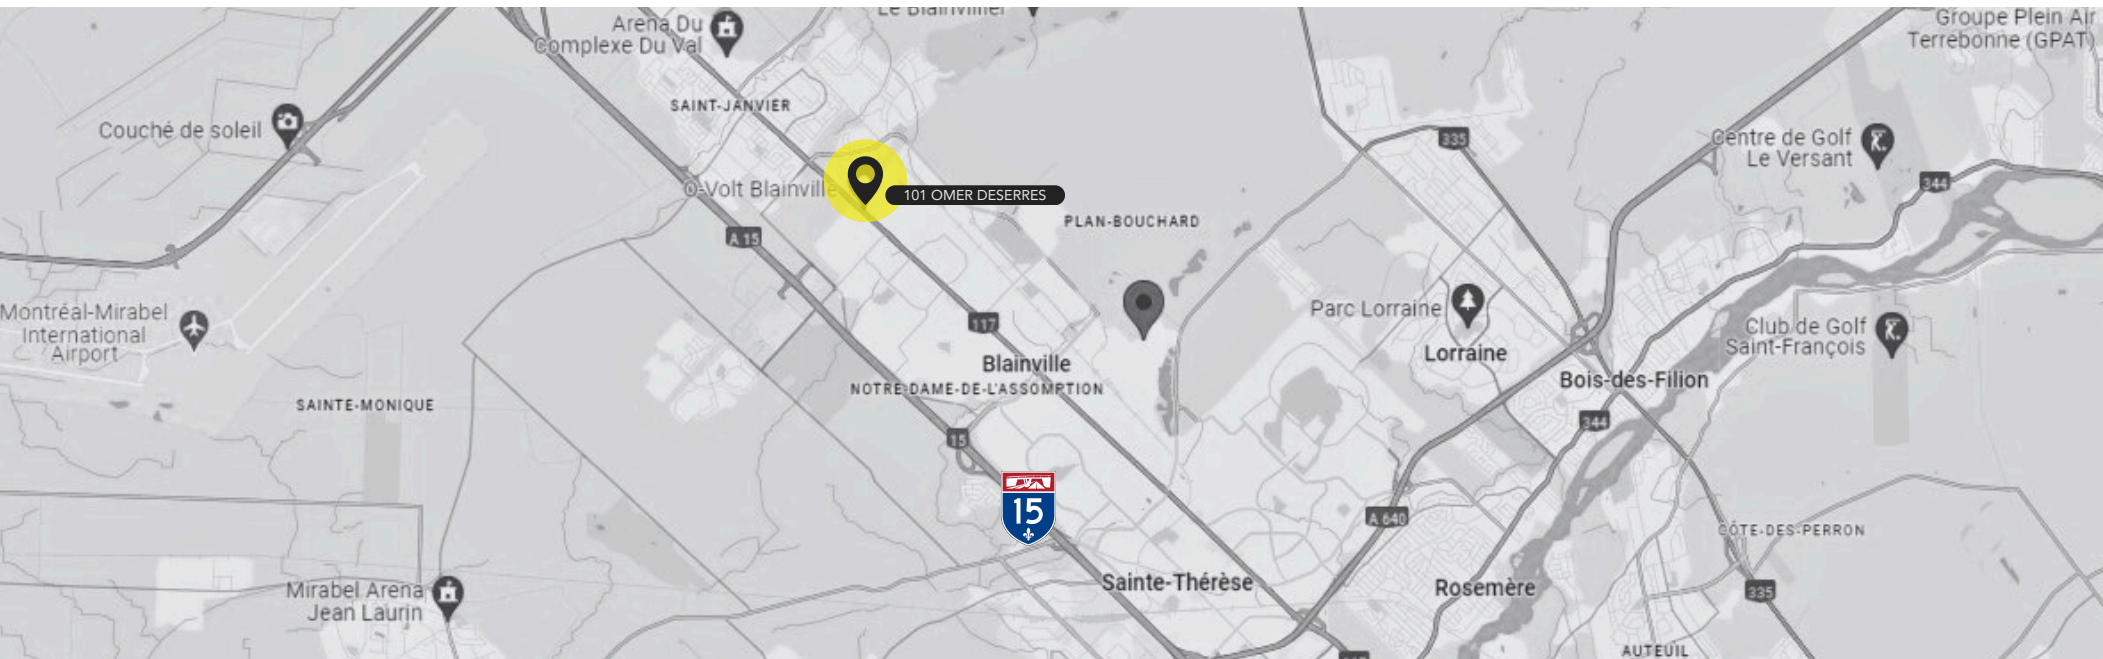 Le Blainvillier
Arena Du
Complexe Du Val
Groupe Plein Air
Terrebonne (GPAT)
SAINT-JANVIER
Couché de soleil
335
Centre de Golf
Le Versant
344
O-Volt Blainville
101 OMER DESERRES
PLAN-BOUCHARD
A 15
Montréal-Mirabel
International
Airport
117
Parc Lorraine
Club de Golf
Saint-François
Blainville
Lorraine
NOTRE-DAME-DE-L'ASSOMPTION
Bois-des-Filion
SAINTE-MONIQUE
344
15
15
A 640
CÔTE-DES-PERRON
Mirabel Arena
Jean Laurin
Sainte-Thérèse
Rosemère
335
AUTEUIL